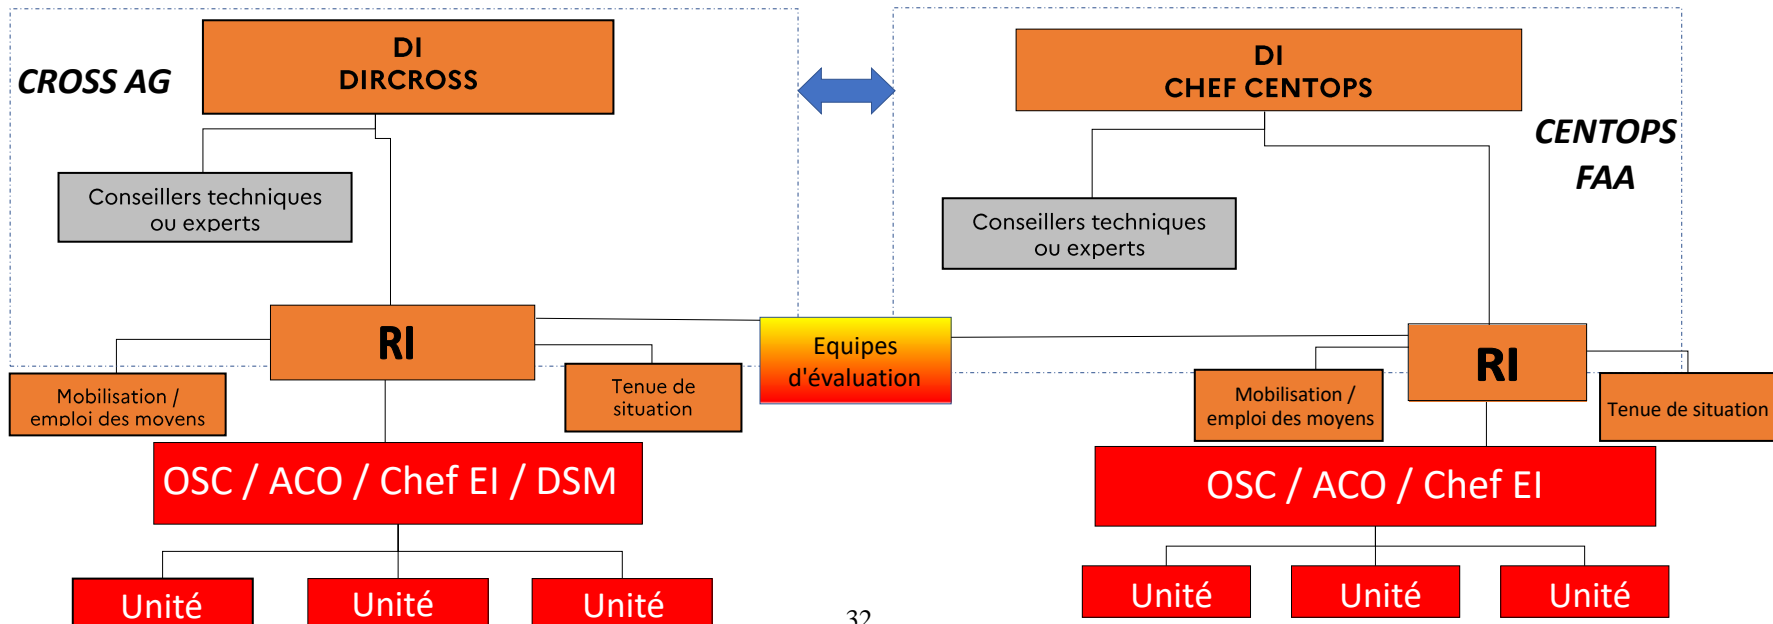 CROSS AG
DI
DIRCROSS
Conseillers techniques
ou experts
RI
Mobilisation /
emploi des moyens
Tenue de
situation
OSC / ACO / Chef EI / DSM
Unité
Unité
Unité
Equipes
d'évaluation
DI
CHEF CENTOPS
CENTOPS
FAA
Conseillers techniques
ou experts
RI
Mobilisation /
emploi des moyens
Tenue de situation
OSC / ACO / Chef EI
Unité
Unité
Unité
32